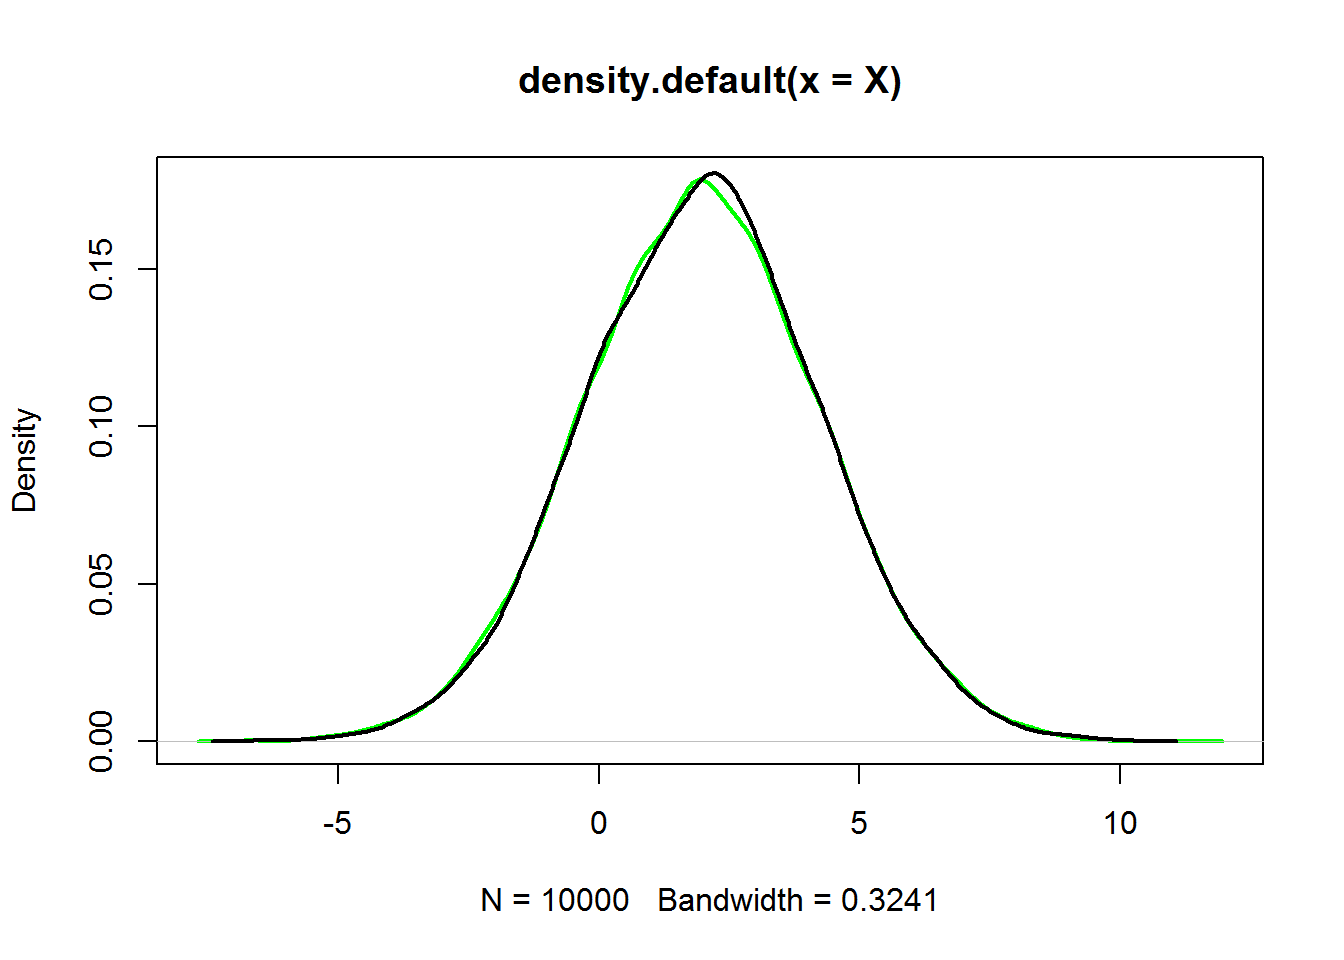 density.default(x = X)
Density
0.00
0.05
0.10
0.15
-5
0
5
10
N = 10000   Bandwidth = 0.3241